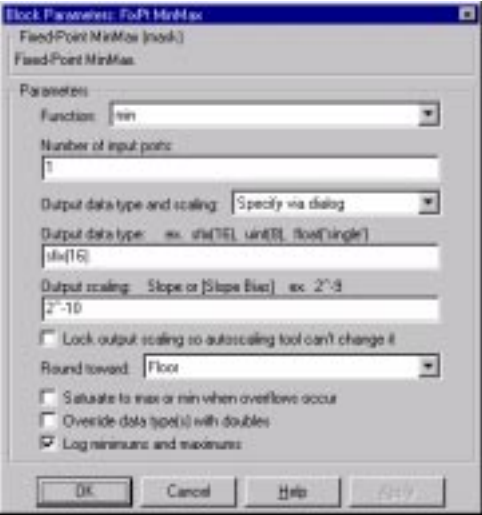 Block Parameters: FixPt MinMax
Fixed-Point MinMax (mask)
Fixed-Point MinMax.
Parameters
Function: min
Number of input ports:
1
Output data type and scaling: Specify via dialog
Output data type: ex. sfix(16), uint(8), float('single')
sfix(16)
Output scaling: Slope or [Slope Bias] ex. 2^-9
2^-10
Lock output scaling so autoscaling tool can't change it
Round toward: Floor
Saturate to max or min when overflows occur
Override data type(s) with doubles
Log minimums and maximums
OK Cancel Help Apply